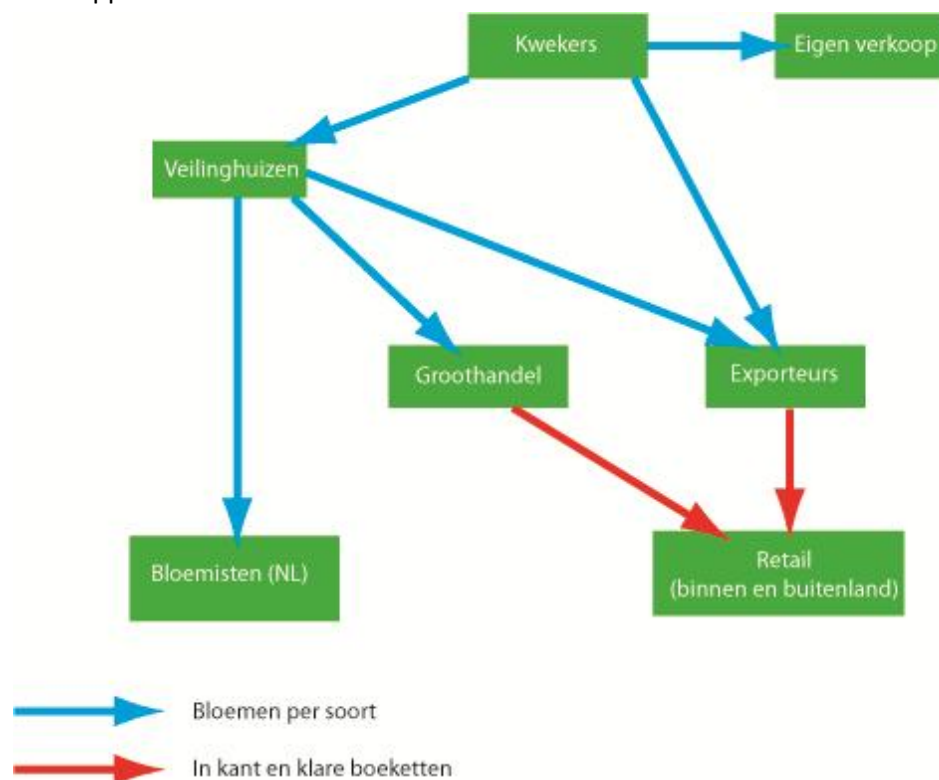 Kwekers
Eigen verkoop
Veilinghuizen
Groothandel
Exporteurs
Bloemisten (NL)
Retail
(binnen en buitenland)
Bloemen per soort
In kant en klare boeketten